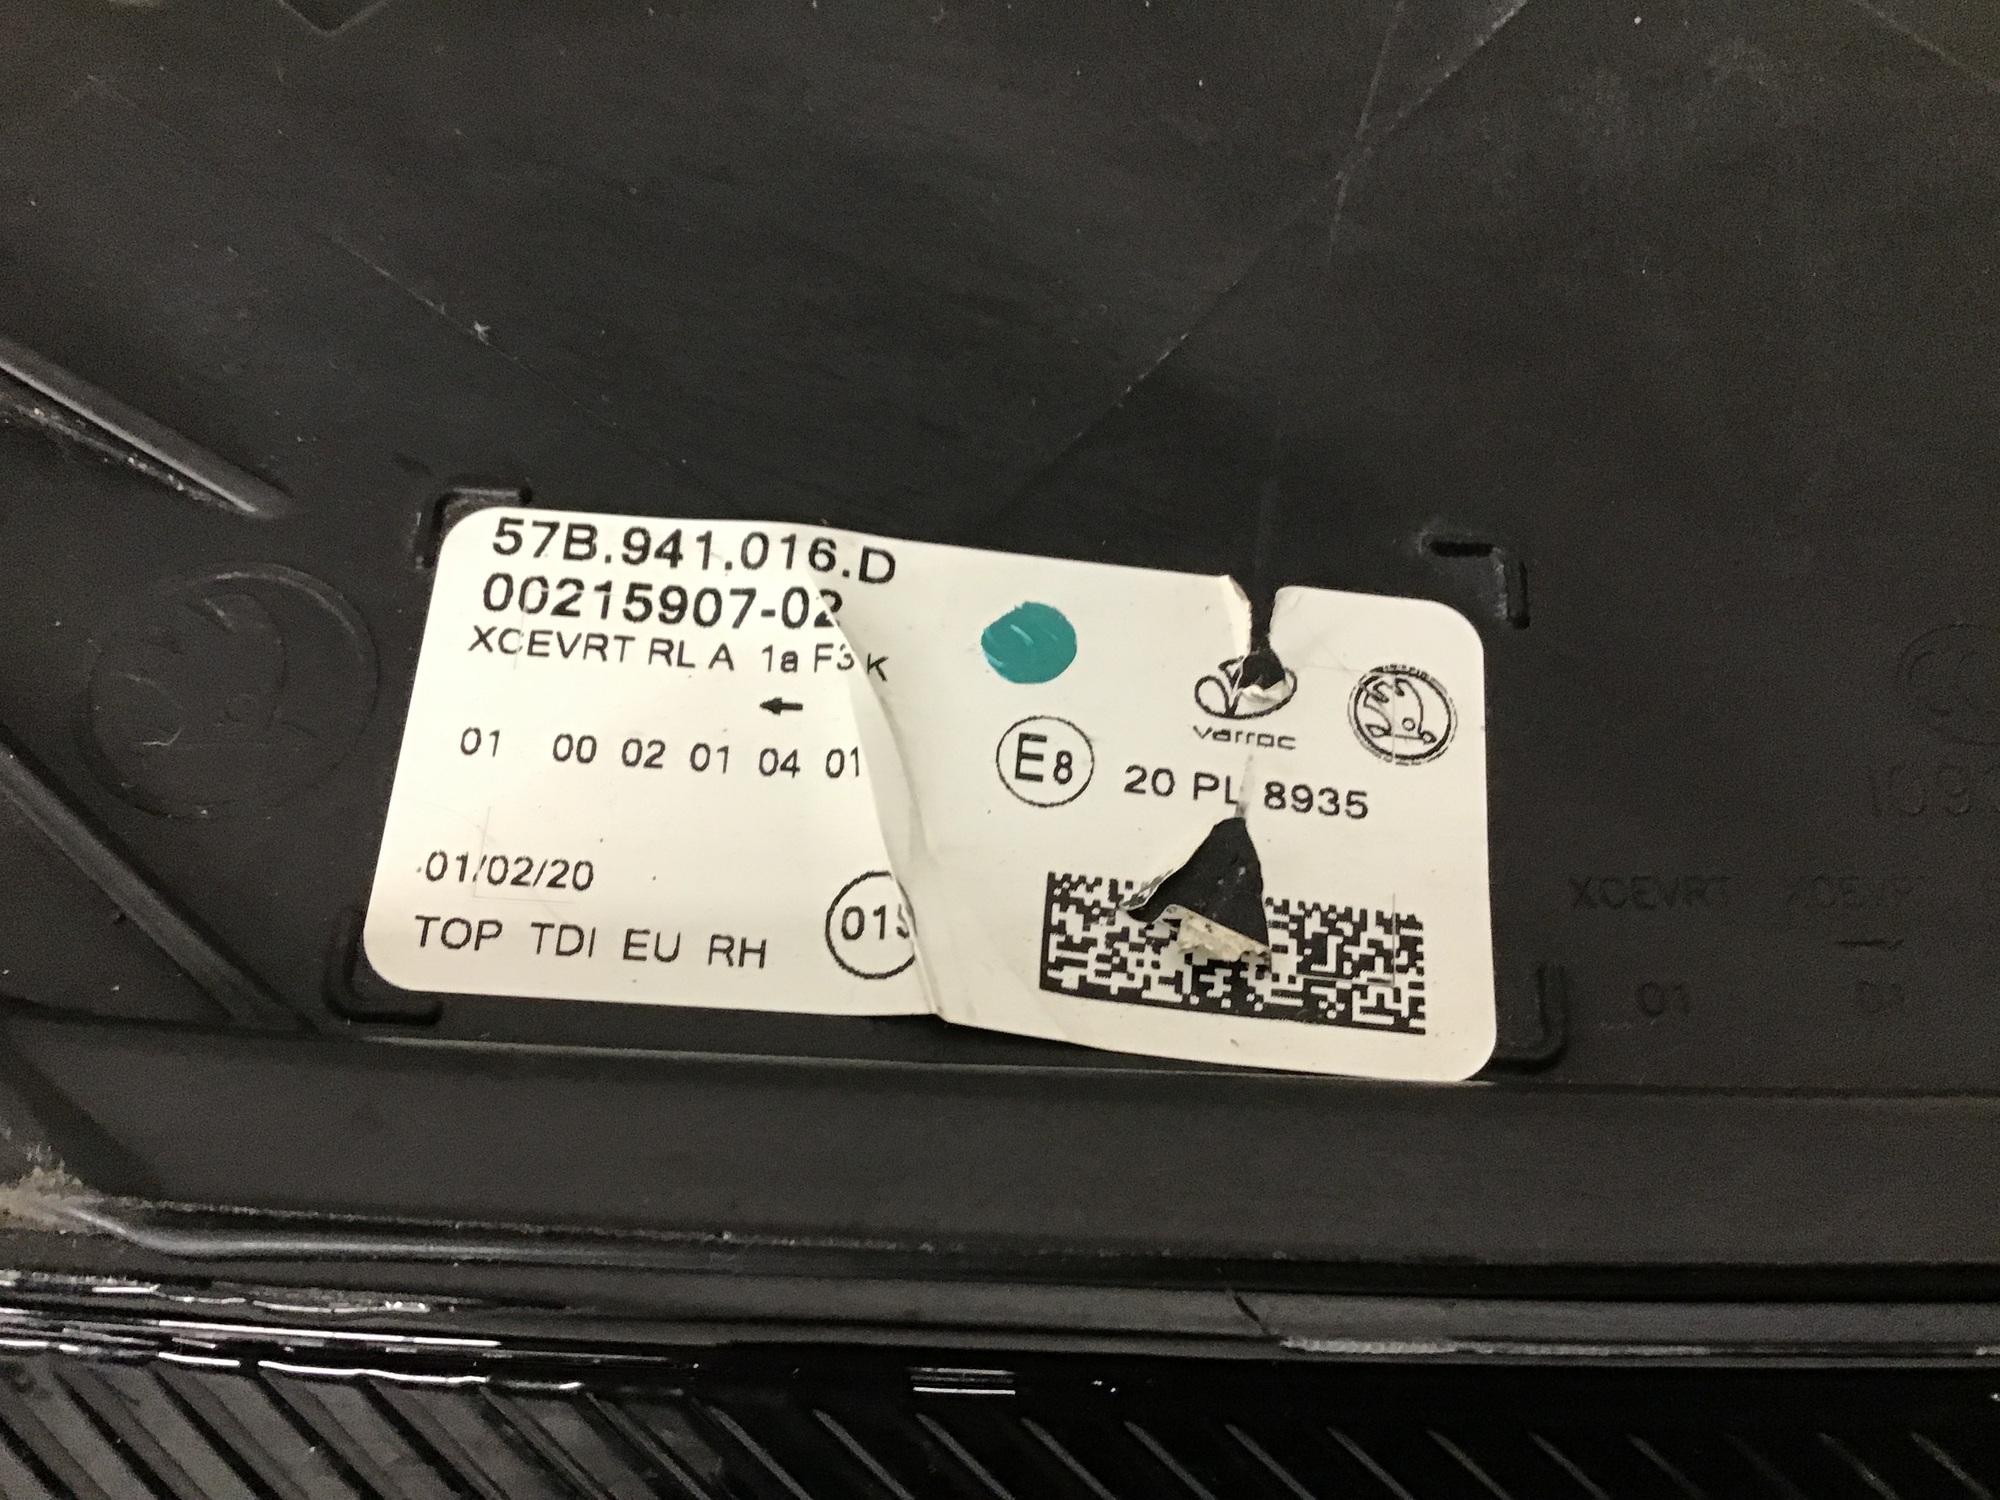 57B.941.016.D
00215907-02
XCEVRT RL A 1a F3 K
←
01 00 02 01 04 01
varroc
E8 20 PL 8935
01/02/20
TOP TDI EU RH
XCEVRT
01